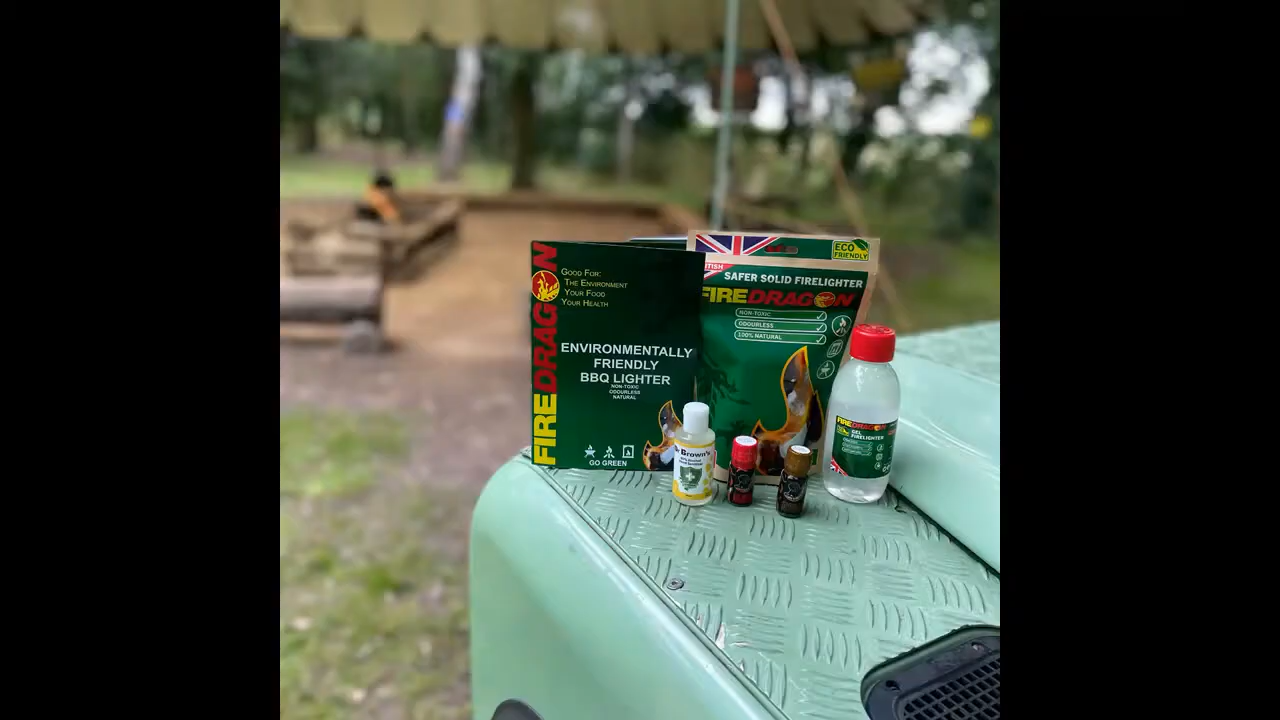 FIREDRAGON
GOOD FOR:
THE ENVIRONMENT
YOUR FOOD
YOUR HEALTH
ENVIRONMENTALLY
FRIENDLY
BBQ LIGHTER
NON-TOXIC
ODOURLESS
NATURAL
GO GREEN
ECO
FRIENDLY
TISH
SAFER SOLID FIRELIGHTER
FIREDRAGON
NON-TOXIC
ODOURLESS
100% NATURAL
Brown's
FIREDRAGON
GEL
FIRELIGHTER